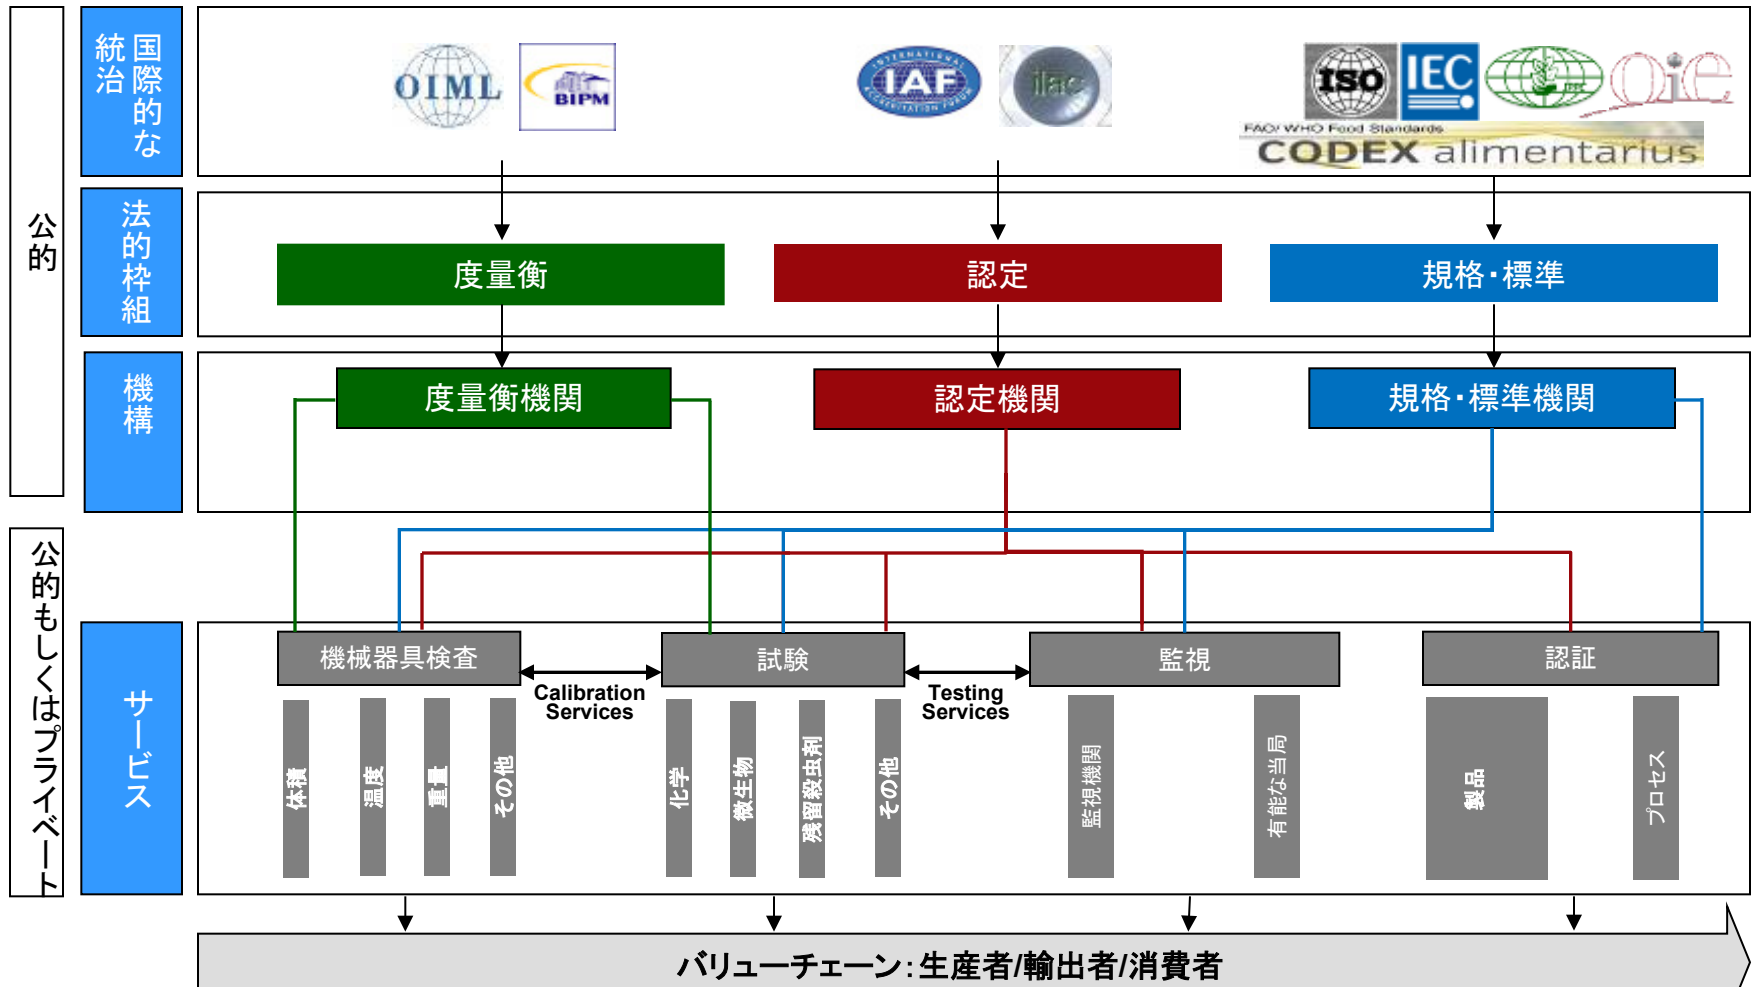 公的
国際的な
統治
OIML
BIPM
INTERNATIONAL
IAF
ACCREDITATION FORUM
ilac
ISO
IEC
oie
FAO/WHO Food Standards
CODEX alimentarius
法的枠組
度量衡
認定
規格・標準
機構
度量衡機関
認定機関
規格・標準機関
公的もしくはプライベート
サービス
機械器具検査
Calibration
Services
試験
Testing
Services
監視
認証
体積
温度
重量
その他
化学
微生物
残留殺虫剤
その他
監視機関
有能な当局
製品
プロセス
バリューチェーン：生産者/輸出者/消費者